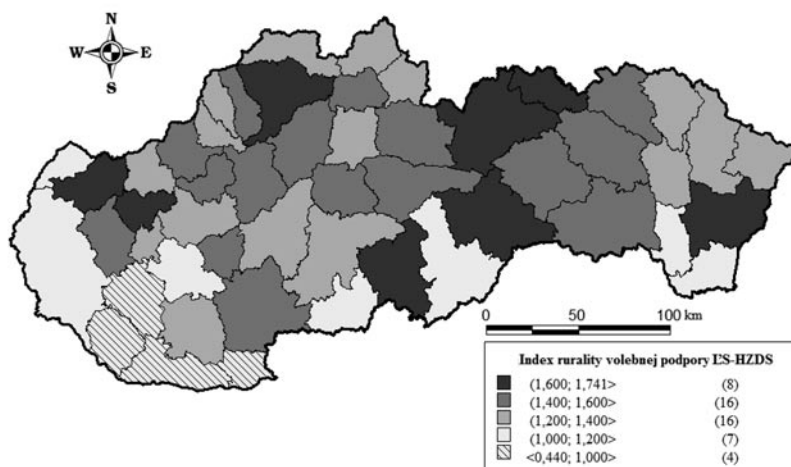 N
W E
S
0 50 100 km
Index rurality volebnej podpory ĽS-HZDS
(1,600; 1,741> (8)
(1,400; 1,600> (16)
(1,200; 1,400> (16)
(1,000; 1,200> (7)
<0,440; 1,000> (4)